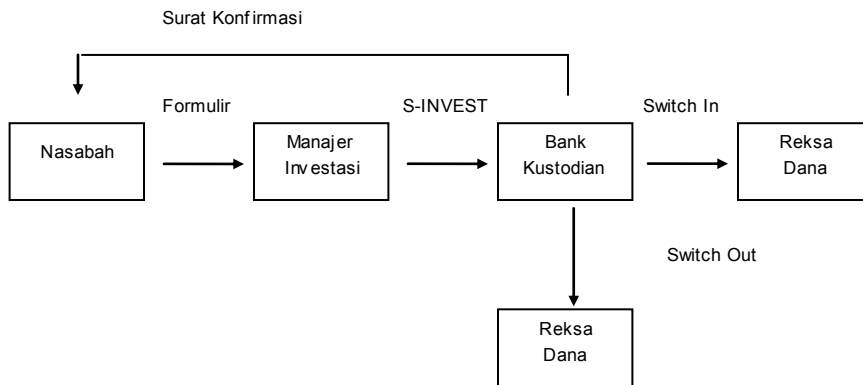 Surat Konfirmasi
Formulir
S-INVEST
Switch In
Nasabah
Manajer
Investasi
Bank
Kustodian
Reksa
Dana
Switch Out
Reksa
Dana